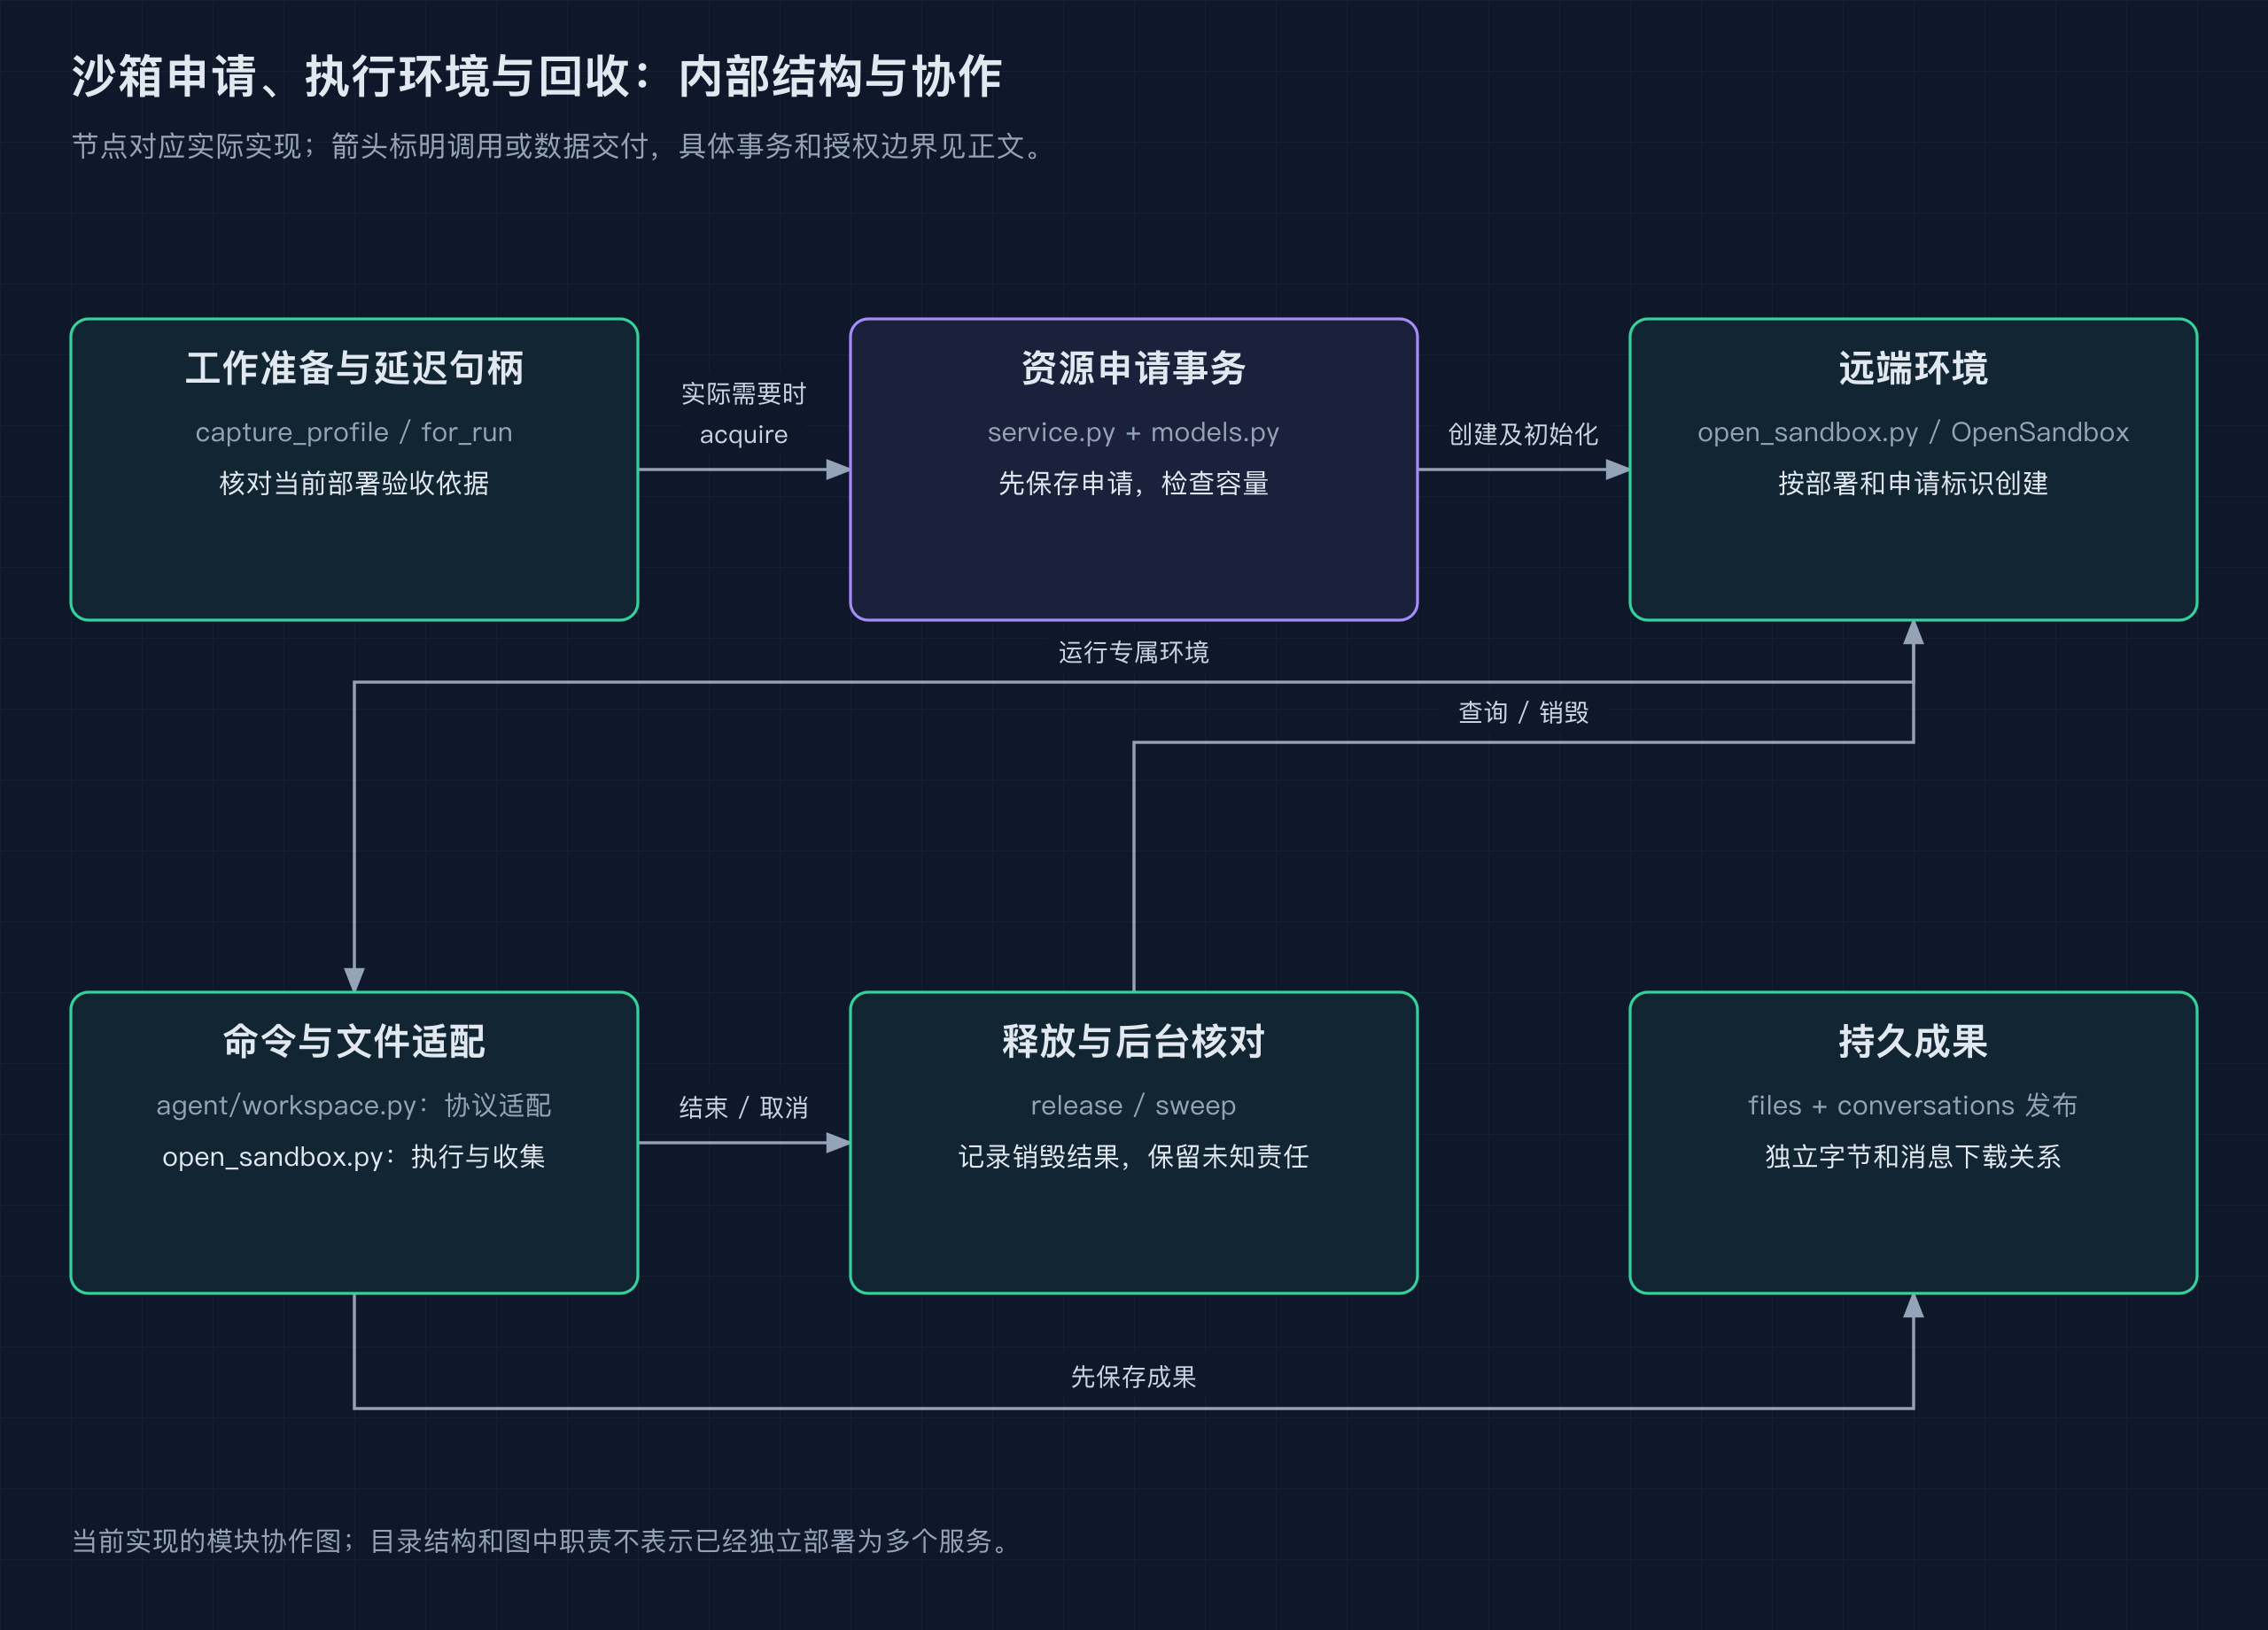 沙箱申请、执行环境与回收：内部结构与协作
节点对应实际实现；箭头标明调用或数据交付，具体事务和授权边界见正文。
工作准备与延迟句柄
capture_profile / for_run
核对当前部署验收依据
实际需要时
acquire
资源申请事务
service.py + models.py
先保存申请，检查容量
创建及初始化
远端环境
open_sandbox.py / OpenSandbox
按部署和申请标识创建
运行专属环境
查询 / 销毁
命令与文件适配
agent/workspace.py：协议适配
open_sandbox.py：执行与收集
结束 / 取消
释放与后台核对
release / sweep
记录销毁结果，保留未知责任
持久成果
files + conversations 发布
独立字节和消息下载关系
先保存成果
当前实现的模块协作图；目录结构和图中职责不表示已经独立部署为多个服务。